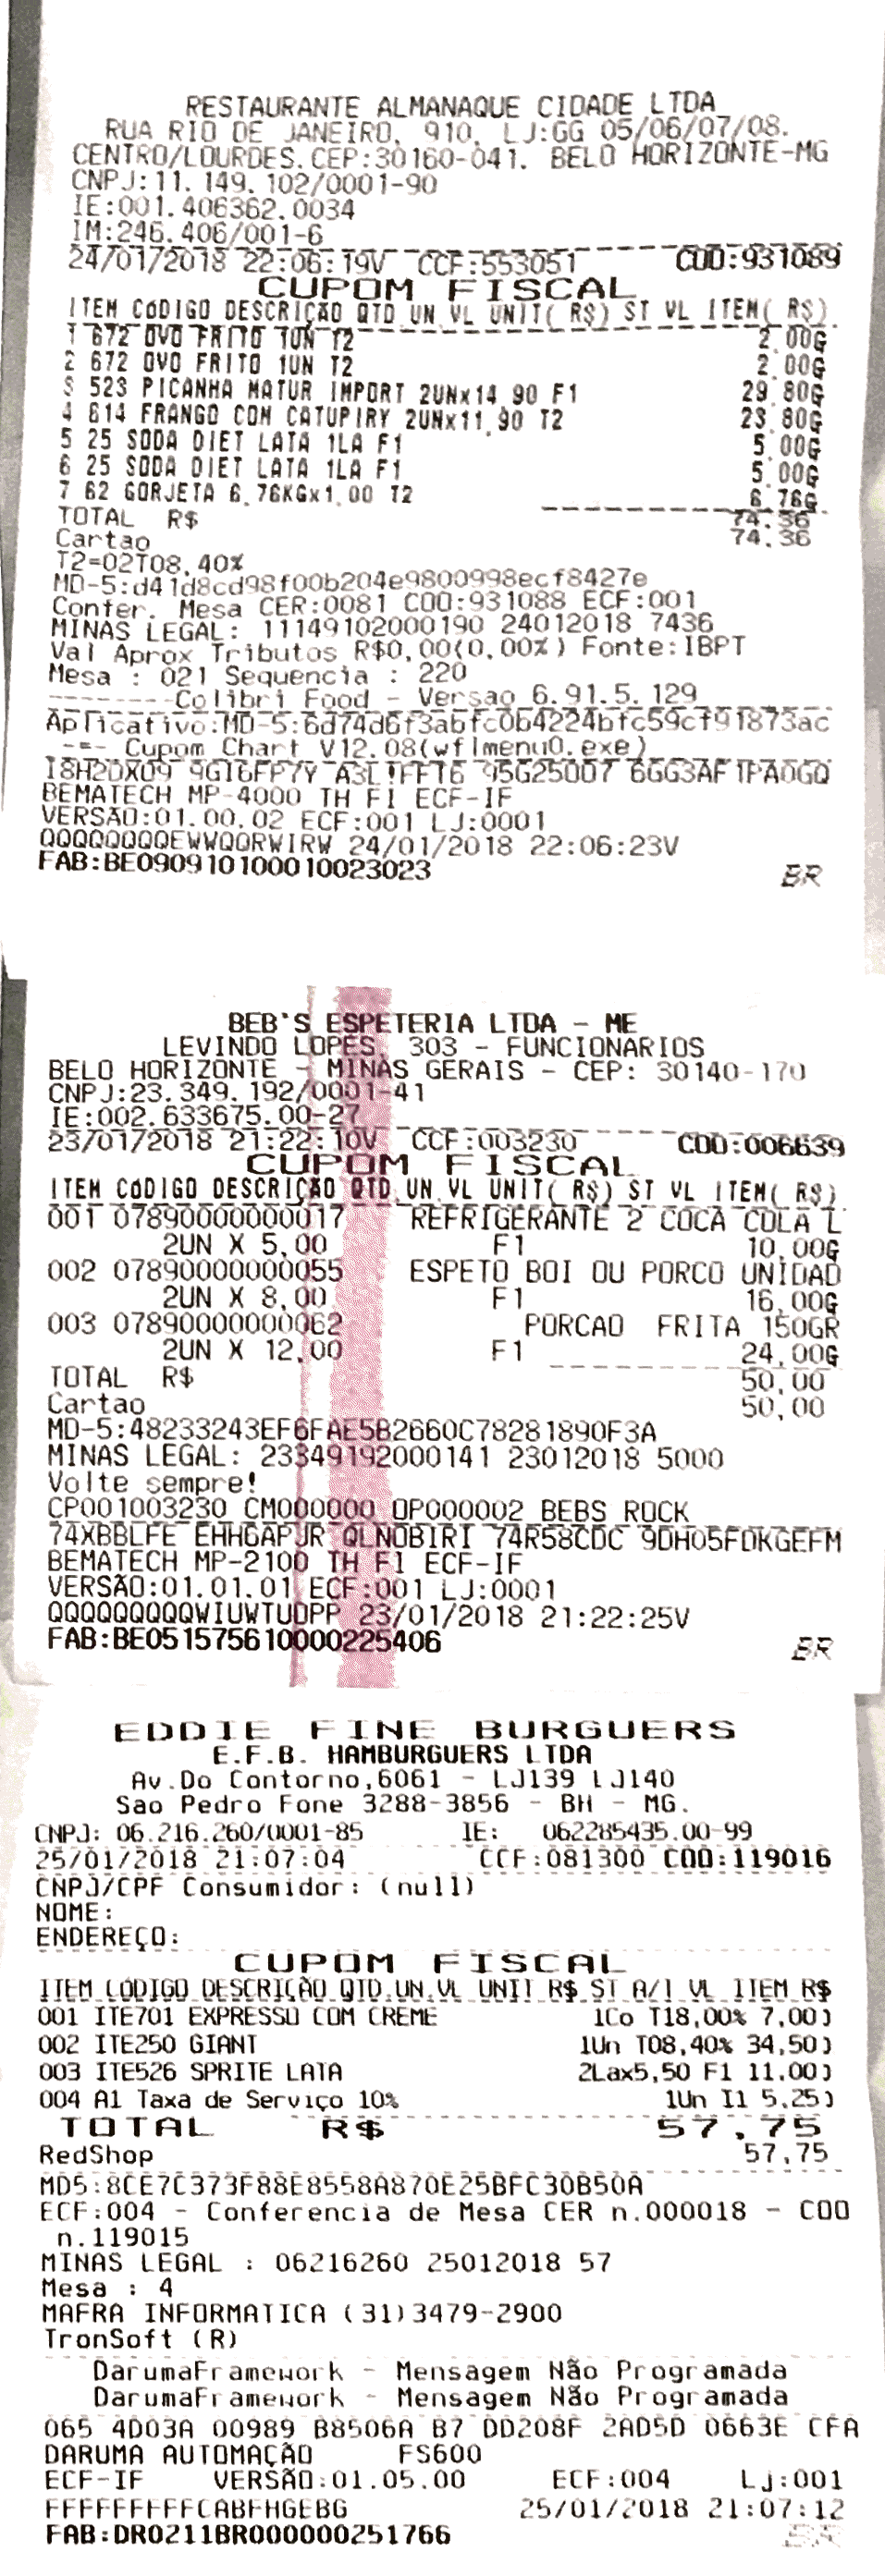 RESTAURANTE ALMANAQUE CIDADE LTDA
RUA RIO DE JANEIRO, 910, LJ:GG 05/06/07/08.
CENTRO/LOURDES.CEP:30160-041. BELO HORIZONTE-MG
CNPJ:11.149.102/0001-90
IE:001.406362.0034
IM:246.406/001-6
24/01/2018 22:06:19V CCF:553051 COO:931089
CUPOM FISCAL
ITEM CÓDIGO DESCRIÇÃO QTD UN VL UNIT( R$) ST VL ITEM( R$)
1 672 OVO FRITO 1UN T2 2.00G
2 672 OVO FRITO 1UN T2 2.00G
3 523 PICANHA MATUR IMPORT 2UNx14.90 F1 29.80G
4 614 FRANGO COM CATUPIRY 2UNx11.90 T2 23.80G
5 25 SODA DIET LATA 1LA F1 5.00G
6 25 SODA DIET LATA 1LA F1 5.00G
7 62 GORJETA 6.76KGx1.00 T2 6.76G
TOTAL R$ 74.36
Cartao 74.36
T2=02T08,40%
MD-5:d41d8cd98f00b204e9800998ecf8427e
Confer. Mesa CER:0081 COO:931088 ECF:001
MINAS LEGAL: 11149102000190 24012018 7436
Val Aprox Tributos R$0,00(0,00%) Fonte:IBPT
Mesa : 021 Sequencia : 220
--------Colibri Food - Versao 6.91.5.129
Aplicativo:MD-5:6d74d6f3abfc0b4224bfc59cf91873ac
-=- Cupom Chart V12.08(wflmenu0.exe)
BEMATECH MP-4000 TH FI ECF-IF
VERSÃO:01.00.02 ECF:001 LJ:0001
QQQQQQQQQEWWQQRWIRW 24/01/2018 22:06:23V
FAB:BE090910100010023023
BR
BEB'S ESPETERIA LTDA - ME
LEVINDO LOPES, 303 - FUNCIONARIOS
BELO HORIZONTE - MINAS GERAIS - CEP: 30140-170
CNPJ:23.349.192/0001-41
IE:002.633675.00-27
23/01/2018 21:22:10V CCF:003230 COO:006639
CUPOM FISCAL
ITEM CÓDIGO DESCRIÇÃO QTD UN VL UNIT( R$) ST VL ITEM( R$)
001 07890000000017 REFRIGERANTE 2 COCA COLA L
2UN X 5,00 F1 10,00G
002 07890000000055 ESPETO BOI OU PORCO UNIDAD
2UN X 8,00 F1 16,00G
003 07890000000062 PORCAO FRITA 150GR
2UN X 12,00 F1 24,00G
TOTAL R$ 50,00
Cartao 50,00
MD-5:48233243EF6FAE5B2660C78281890F3A
MINAS LEGAL: 23349192000141 23012018 5000
Volte sempre!
CP001003230 CM000000 OP000002 BEBS ROCK
74XBBLFE EHHGAPJR QLNOBIRI 74R58CDC 9DH05FDKGEFM
BEMATECH MP-2100 TH FI ECF-IF
VERSÃO:01.01.01 ECF:001 LJ:0001
QQQQQQQQQWIUWTUOPP 23/01/2018 21:22:25V
FAB:BE051575610000225406
BR
EDDIE FINE BURGUERS
E.F.B. HAMBURGUERS LTDA
Av.Do Contorno,6061 - LJ139 LJ140
Sao Pedro Fone 3288-3856 - BH - MG.
CNPJ: 06.216.260/0001-85 IE: 062285435.00-99
25/01/2018 21:07:04 CCF:081300 COO:119016
CNPJ/CPF Consumidor: (null)
NOME:
ENDEREÇO:
CUPOM FISCAL
ITEM CÓDIGO DESCRIÇÃO QTD.UN.VL UNIT R$ ST A/I VL ITEM R$
001 ITE701 EXPRESSO COM CREME 1Co T18,00% 7,00J
002 ITE250 GIANT 1Un T08,40% 34,50J
003 ITE526 SPRITE LATA 2Lax5,50 F1 11,00J
004 A1 Taxa de Serviço 10% 1Un I1 5,25J
TOTAL R$ 57,75
RedShop 57,75
MD5:8CE7C373F88E8558A870E25BFC30B50A
ECF:004 - Conferencia de Mesa CER n.000018 - COO
n.119015
MINAS LEGAL : 06216260 25012018 57
Mesa : 4
MAFRA INFORMATICA (31)3479-2900
TronSoft (R)
DarumaFramework - Mensagem Não Programada
DarumaFramework - Mensagem Não Programada
065 4D03A 00989 B8506A B7 DD208F 2AD5D 0663E CFA
DARUMA AUTOMAÇÃO FS600
ECF-IF VERSÃO:01.05.00 ECF:004 Lj:001
FFFFFFFFFFCABFHGEBG 25/01/2018 21:07:12
FAB:DR0211BR000000251766
BR